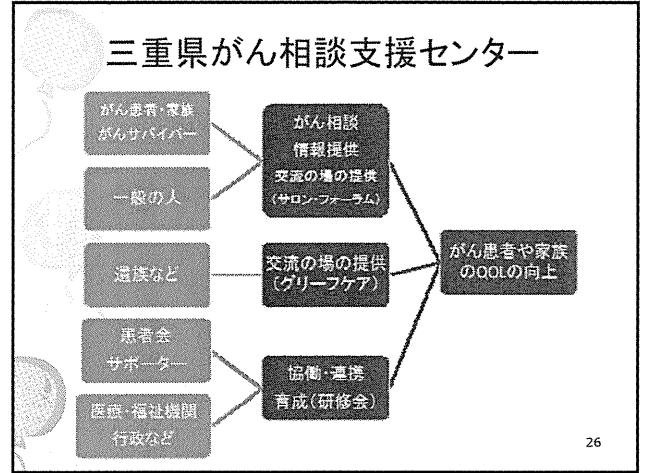 三重県がん相談支援センター
がん患者・家族
がんサバイバー
一般の人
遺族など
患者会
サポーター
医療・福祉機関
行政など
がん相談
情報提供
交流の場の提供
(サロン・フォーラム)
交流の場の提供
(グリーフケア)
協働・連携
育成(研修会)
がん患者や家族
のQOLの向上
26